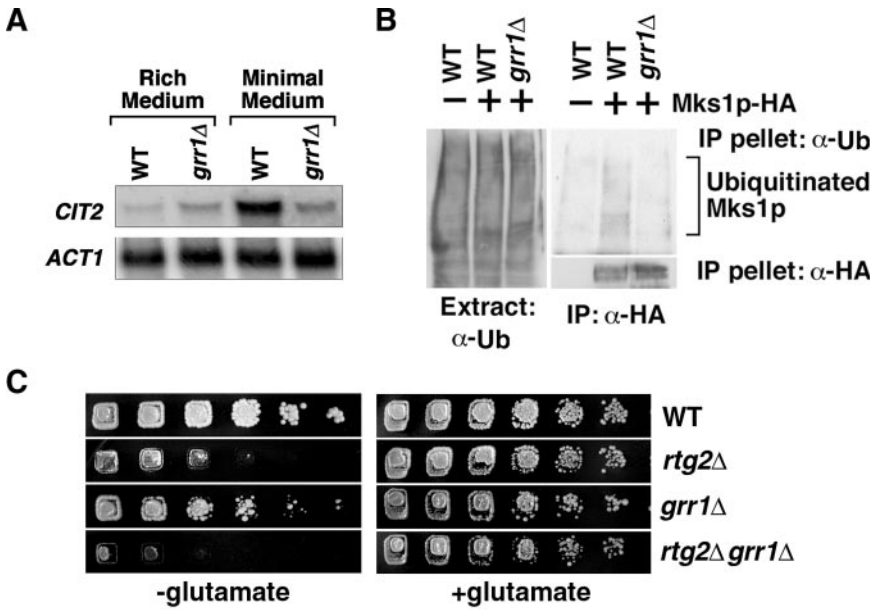 A
Rich
Medium
Minimal
Medium
WT
grr1Δ
WT
grr1Δ
CIT2
ACT1
B
WT
WT
grr1Δ
WT
WT
grr1Δ
− + + − + + Mks1p-HA
IP pellet: α-Ub
Ubiquitinated
Mks1p
IP pellet: α-HA
Extract:
α-Ub
IP: α-HA
C
WT
rtg2Δ
grr1Δ
rtg2Δ grr1Δ
-glutamate
+glutamate